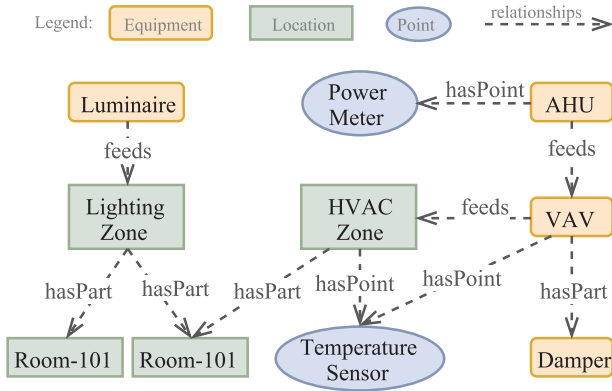 Legend:
Equipment
Location
Point
relationships
Luminaire
Power
Meter
hasPoint
AHU
feeds
feeds
Lighting
Zone
HVAC
Zone
feeds
VAV
hasPart
hasPart
hasPart
hasPoint
hasPoint
hasPart
Room-101
Room-101
Temperature
Sensor
Damper